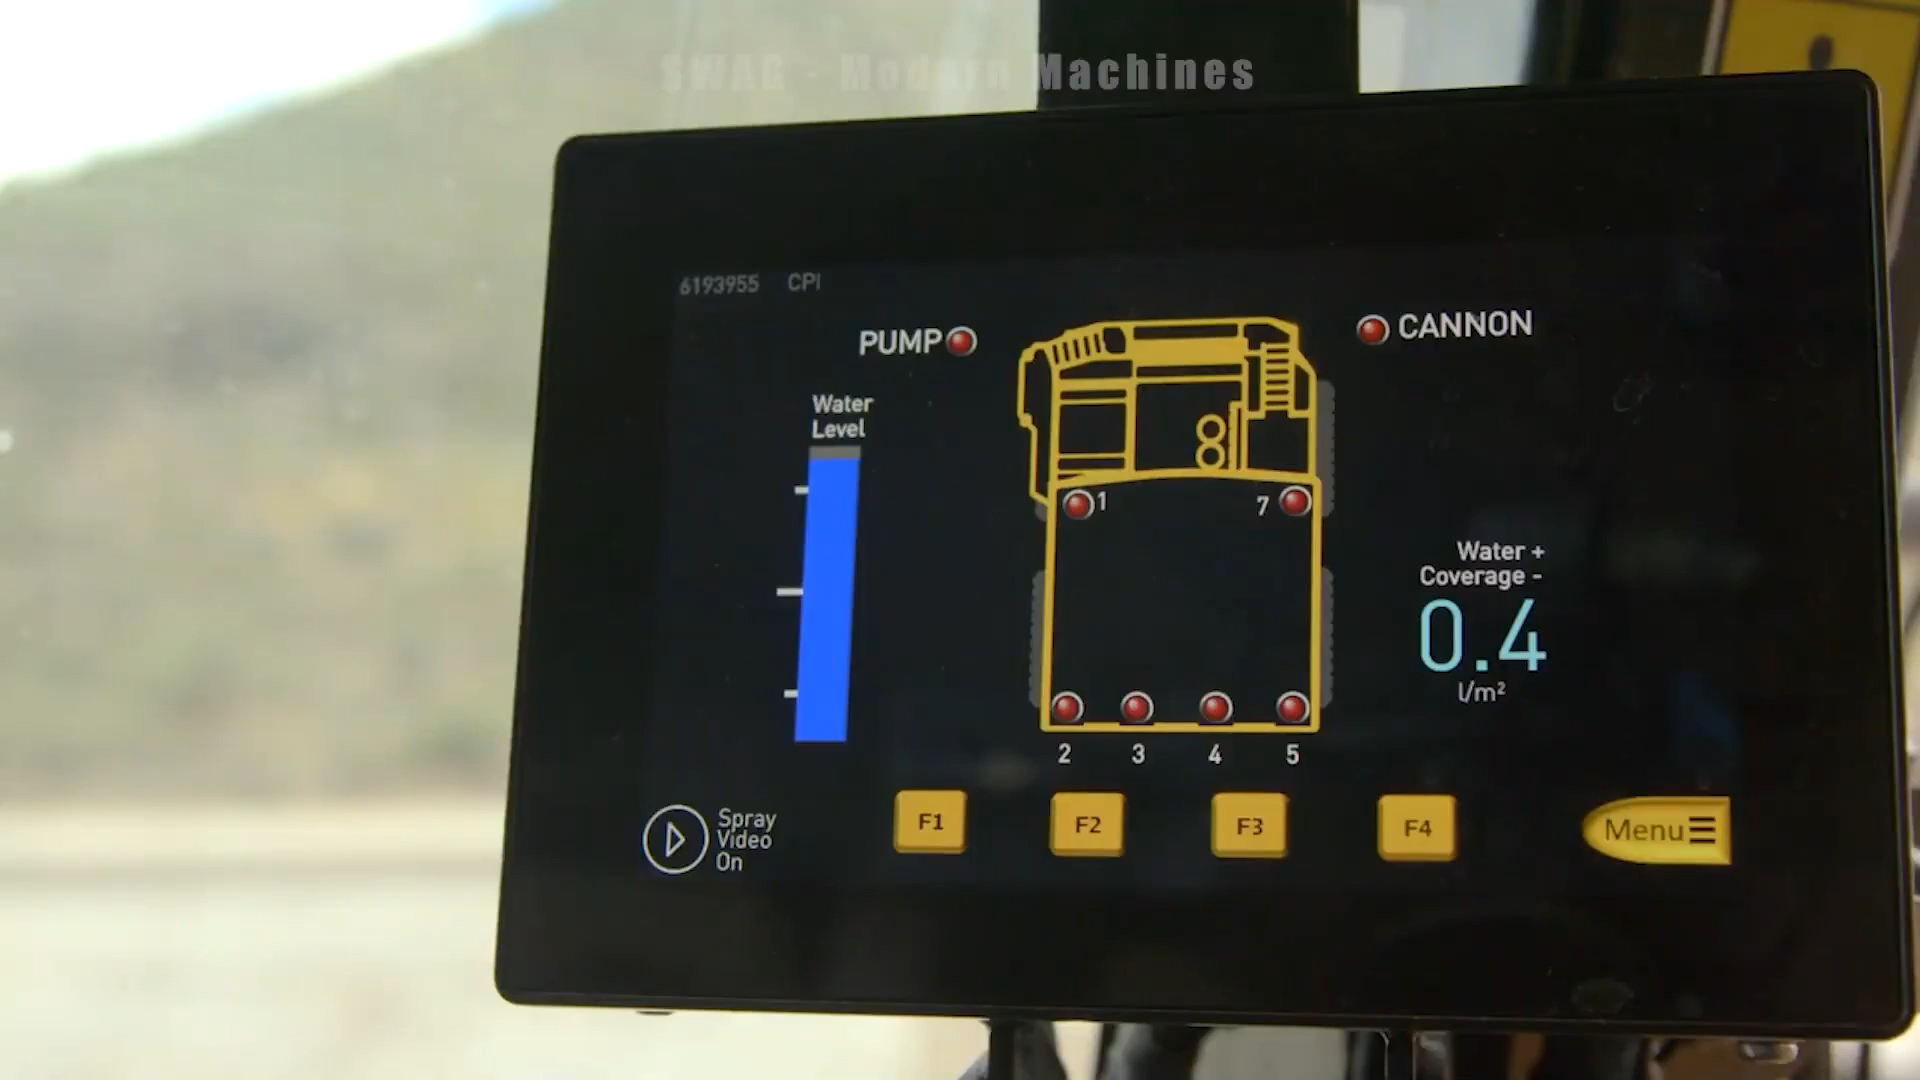 SWAG - Modern Machines
6193955 CPI
PUMP
CANNON
Water
Level
1
7
Water +
Coverage -
0.4
l/m²
2 3 4 5
Spray
Video
On
F1
F2
F3
F4
Menu